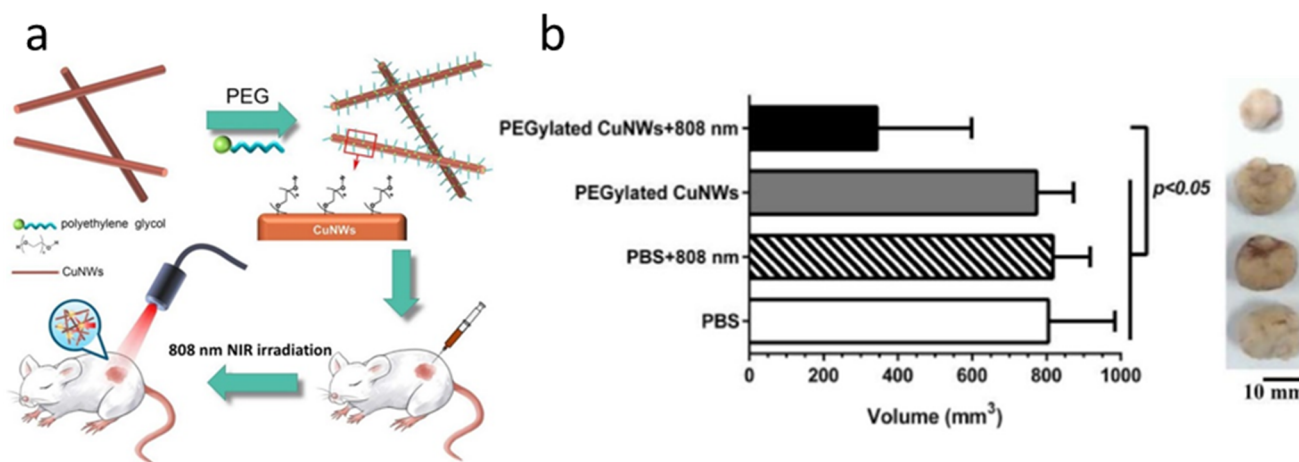 a
PEG
polyethylene glycol
CuNWs
CuNWs
808 nm NIR irradiation
b
PEGylated CuNWs+808 nm
PEGylated CuNWs
PBS+808 nm
PBS
p<0.05
0 200 400 600 800 1000
Volume (mm³)
10 mm